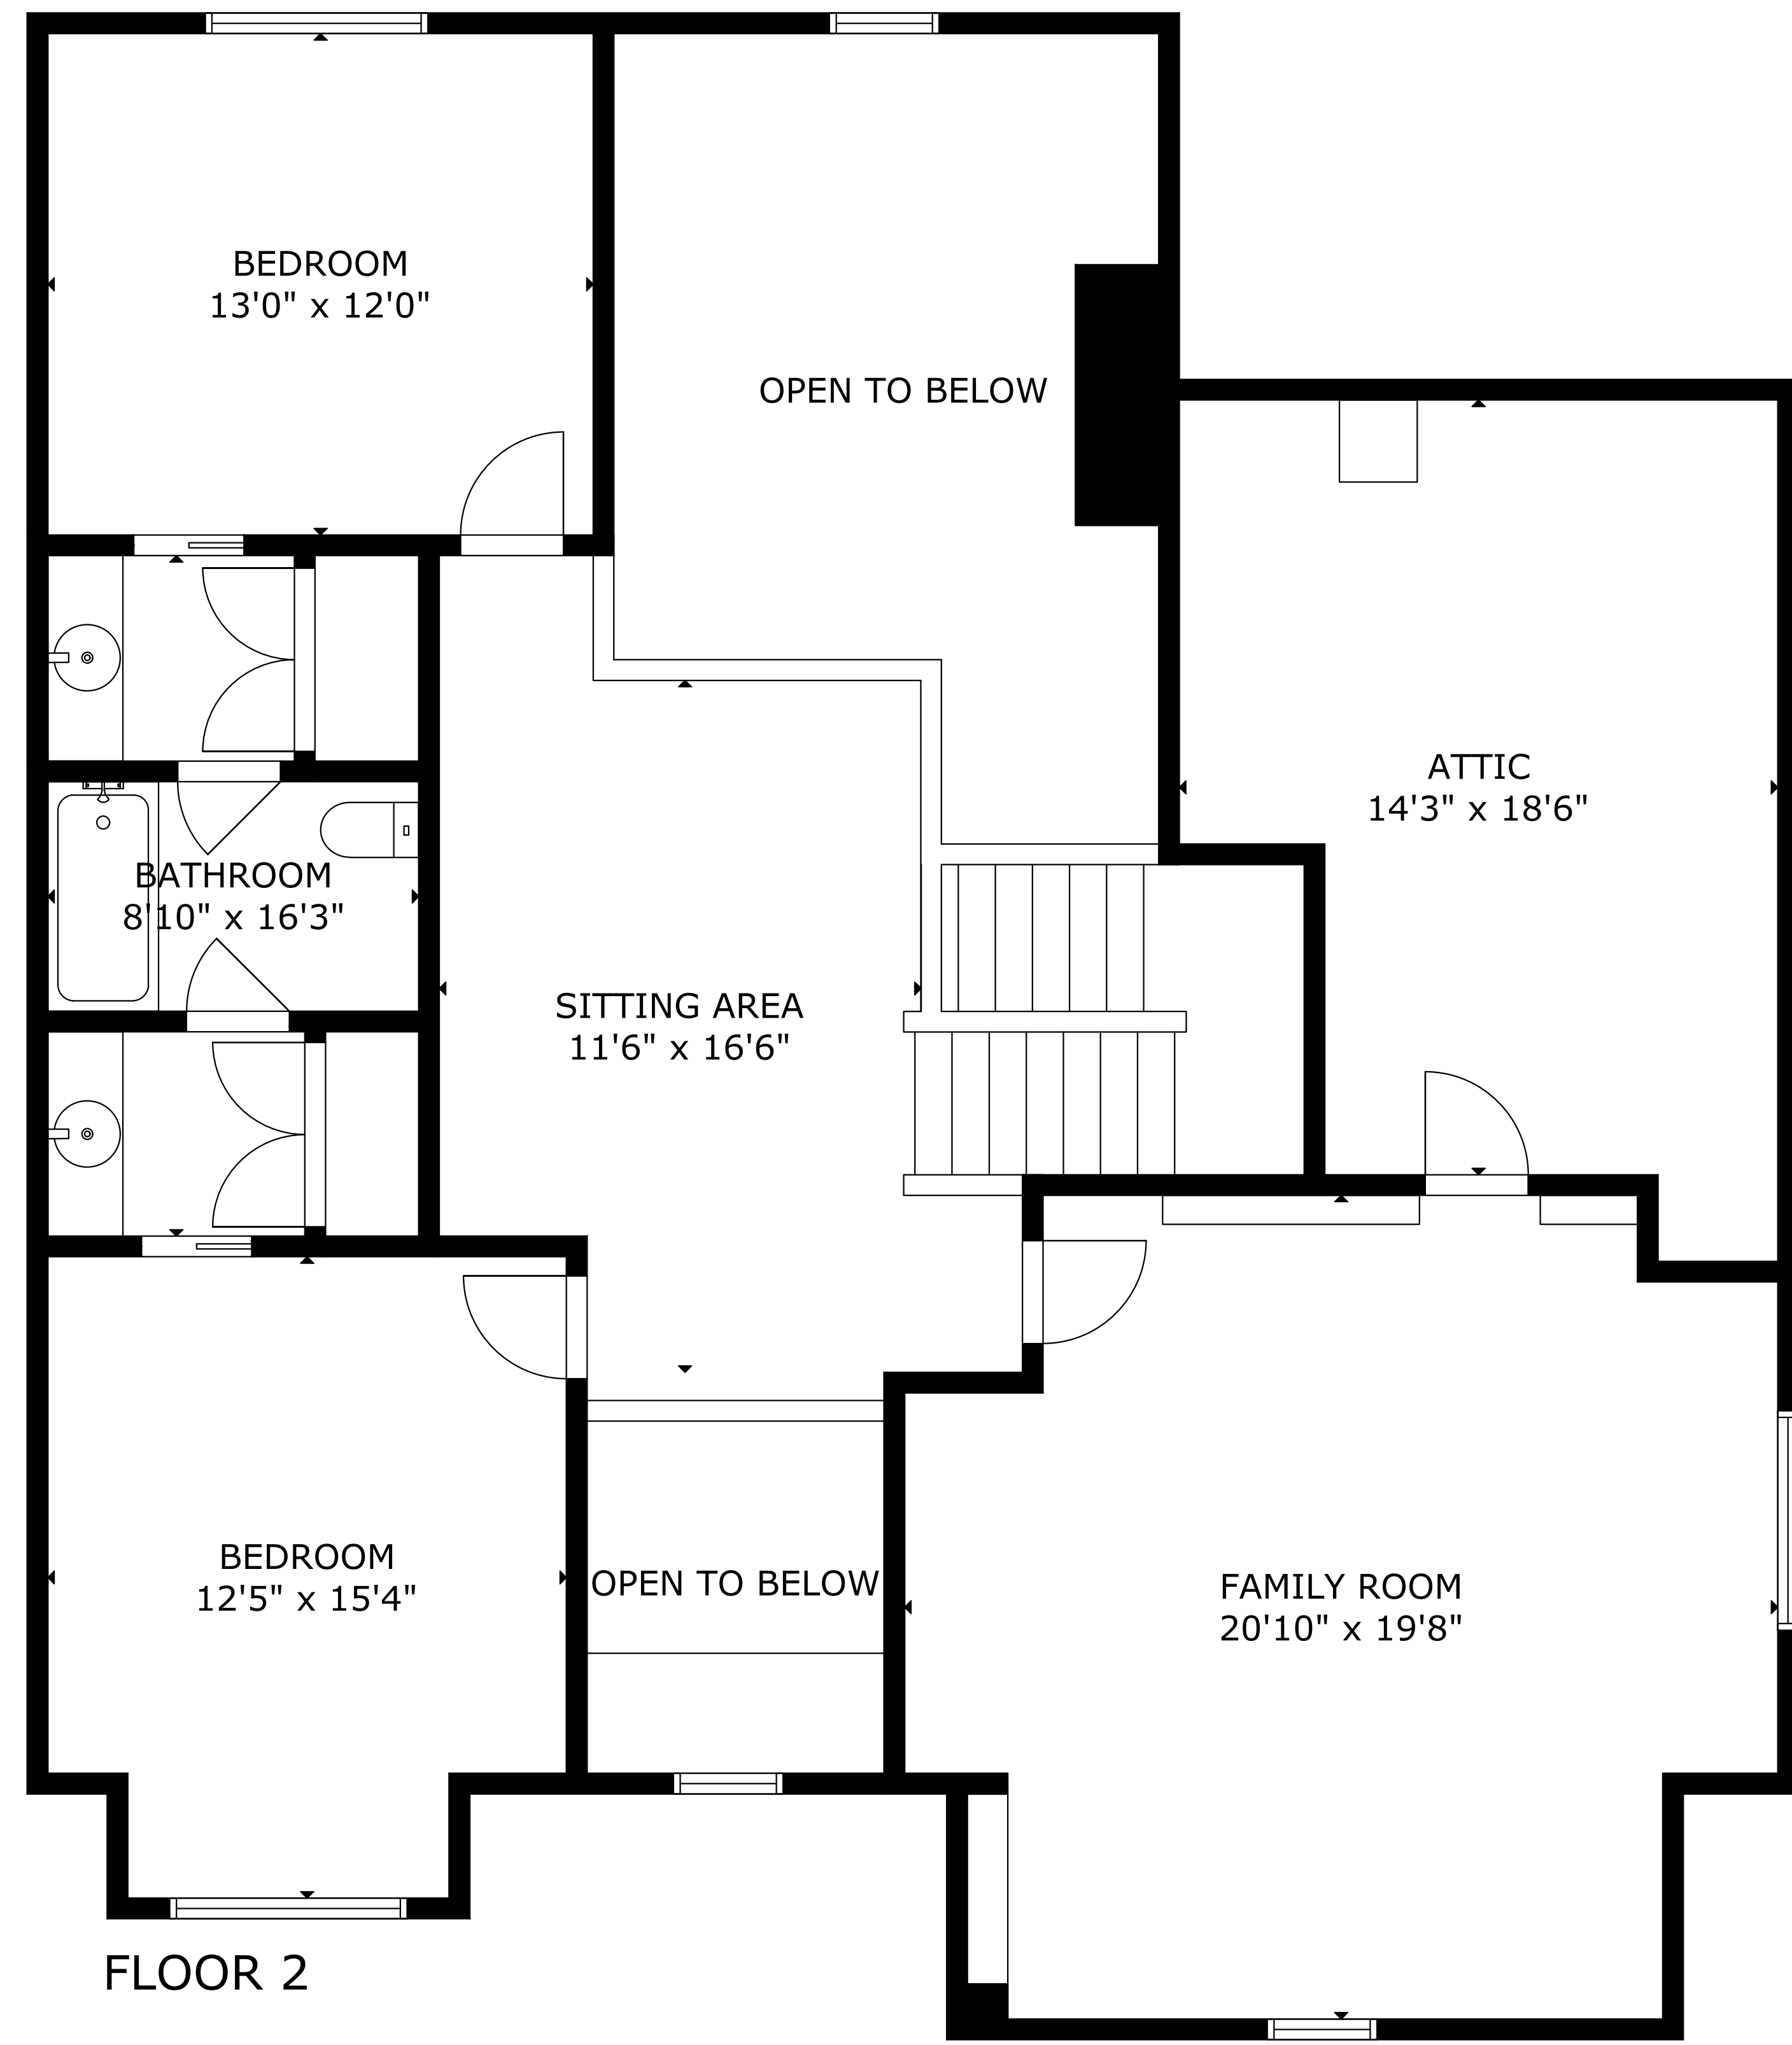 BEDROOM
13'0" x 12'0"
OPEN TO BELOW
ATTIC
14'3" x 18'6"
BATHROOM
8'10" x 16'3"
SITTING AREA
11'6" x 16'6"
BEDROOM
12'5" x 15'4"
OPEN TO BELOW
FAMILY ROOM
20'10" x 19'8"
FLOOR 2